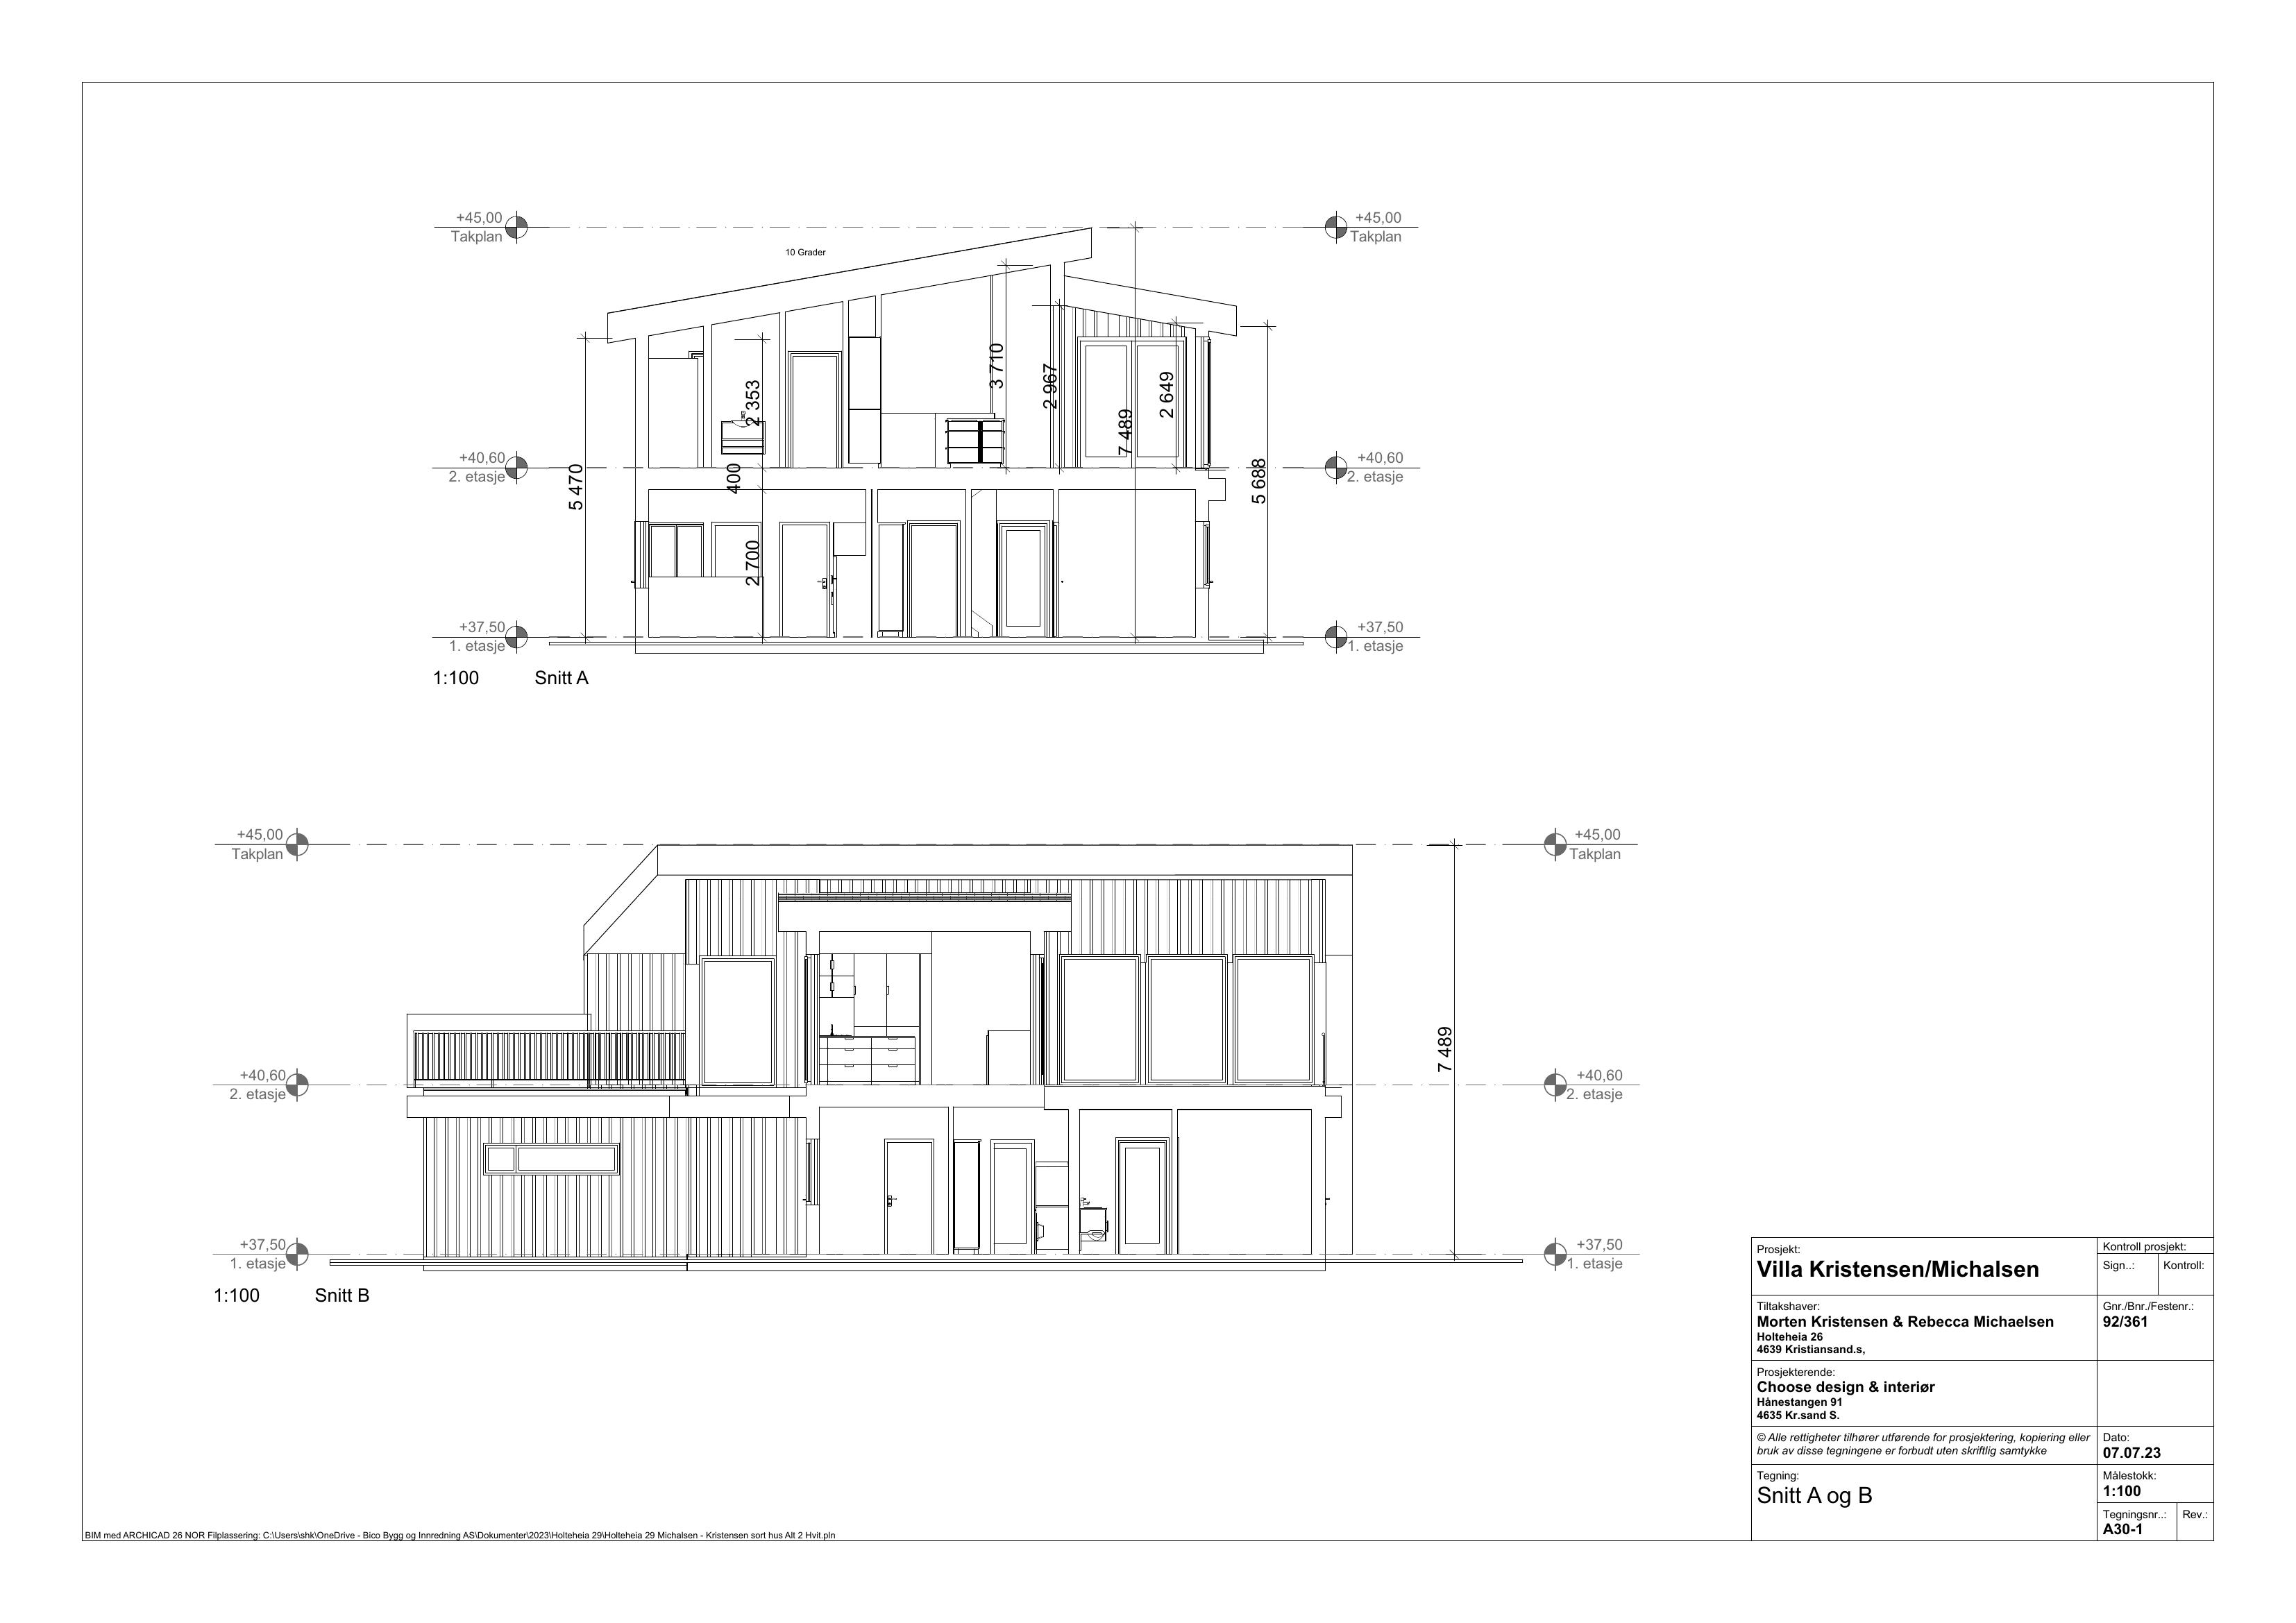 +45,00
Takplan
+45,00
Takplan
10 Grader
3 710
2 967
2 353
2 649
7 489
+40,60
2. etasje
+40,60
2. etasje
5 470
400
5 688
2 700
+37,50
1. etasje
+37,50
1. etasje
1:100 Snitt A
+45,00
Takplan
+45,00
Takplan
7 489
+40,60
2. etasje
+40,60
2. etasje
+37,50
1. etasje
+37,50
1. etasje
1:100 Snitt B
Prosjekt:
Villa Kristensen/Michalsen
Kontroll prosjekt:
Sign..:
Kontroll:
Tiltakshaver:
Morten Kristensen & Rebecca Michaelsen
Holteheia 26
4639 Kristiansand.s,
Gnr./Bnr./Festenr.:
92/361
Prosjekterende:
Choose design & interiør
Hånestangen 91
4635 Kr.sand S.
© Alle rettigheter tilhører utførende for prosjektering, kopiering eller
bruk av disse tegningene er forbudt uten skriftlig samtykke
Dato:
07.07.23
Tegning:
Snitt A og B
Målestokk:
1:100
Tegningsnr..:
A30-1
Rev.:
BIM med ARCHICAD 26 NOR Filplassering: C:\Users\shk\OneDrive - Bico Bygg og Innredning AS\Dokumenter\2023\Holteheia 29\Holteheia 29 Michalsen - Kristensen sort hus Alt 2 Hvit.pln